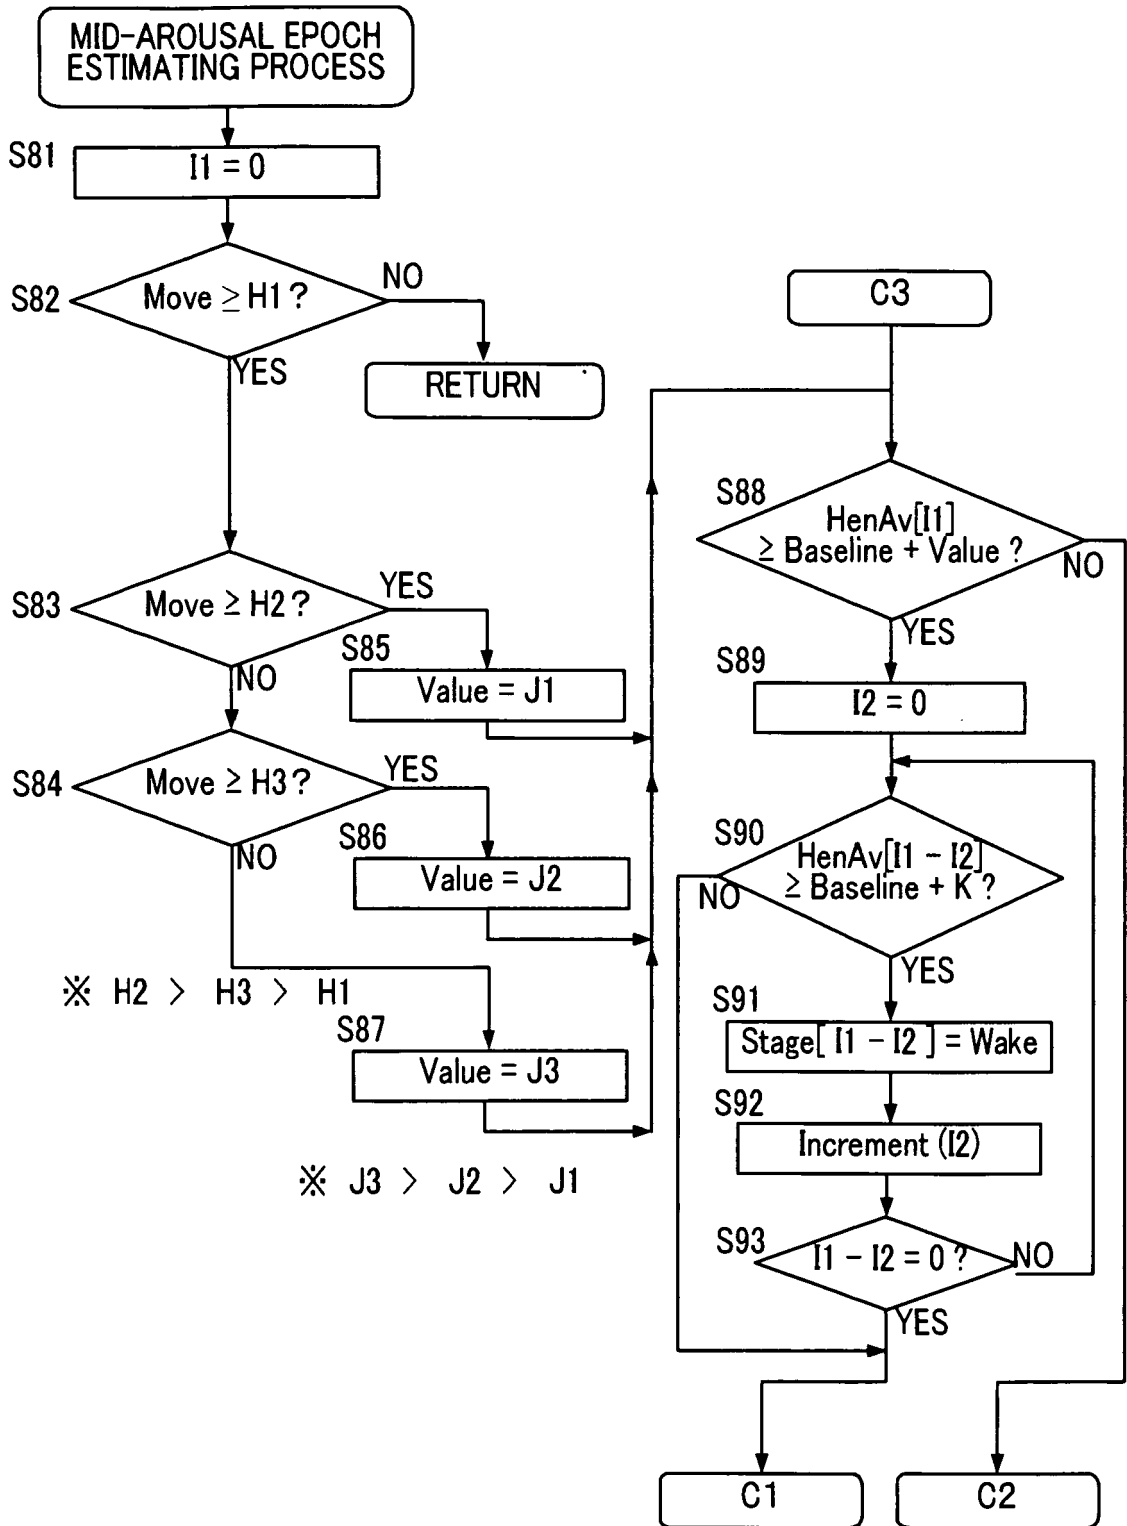 MID-AROUSAL EPOCH
ESTIMATING PROCESS
S81
I1 = 0
S82
Move ≥ H1 ?
NO
YES
RETURN
S83
Move ≥ H2 ?
YES
NO
S85
Value = J1
S84
Move ≥ H3 ?
YES
NO
S86
Value = J2
※ H2 > H3 > H1
S87
Value = J3
※ J3 > J2 > J1
C3
S88
HenAv[I1]
≥ Baseline + Value ?
NO
YES
S89
I2 = 0
S90
HenAv[I1 - I2]
≥ Baseline + K ?
NO
YES
S91
Stage[ I1 - I2 ] = Wake
S92
Increment (I2)
S93
I1 - I2 = 0 ?
NO
YES
C1
C2